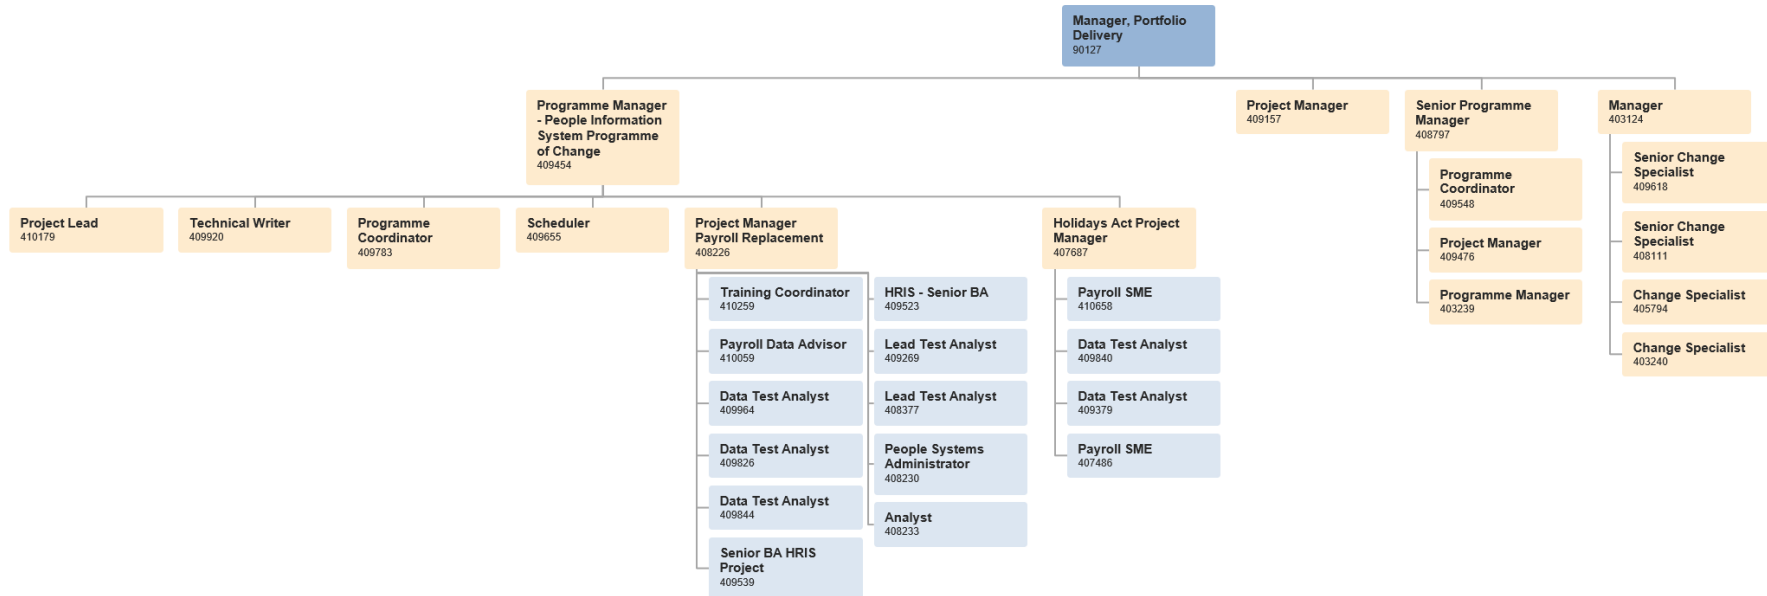 Manager, Portfolio
Delivery
90127
Programme Manager
- People Information
System Programme
of Change
409454
Project Manager
409157
Senior Programme
Manager
408797
Manager
403124
Programme
Coordinator
409548
Project Manager
409476
Programme Manager
403239
Senior Change
Specialist
409618
Senior Change
Specialist
408111
Change Specialist
405794
Change Specialist
403240
Project Lead
410179
Technical Writer
409920
Programme
Coordinator
409783
Scheduler
409655
Project Manager
Payroll Replacement
408226
Holidays Act Project
Manager
407687
Training Coordinator
410259
Payroll Data Advisor
410059
Data Test Analyst
409964
Data Test Analyst
409826
Data Test Analyst
409844
Senior BA HRIS
Project
409539
HRIS - Senior BA
409523
Lead Test Analyst
409269
Lead Test Analyst
408377
People Systems
Administrator
408230
Analyst
408233
Payroll SME
410658
Data Test Analyst
409840
Data Test Analyst
409379
Payroll SME
407486